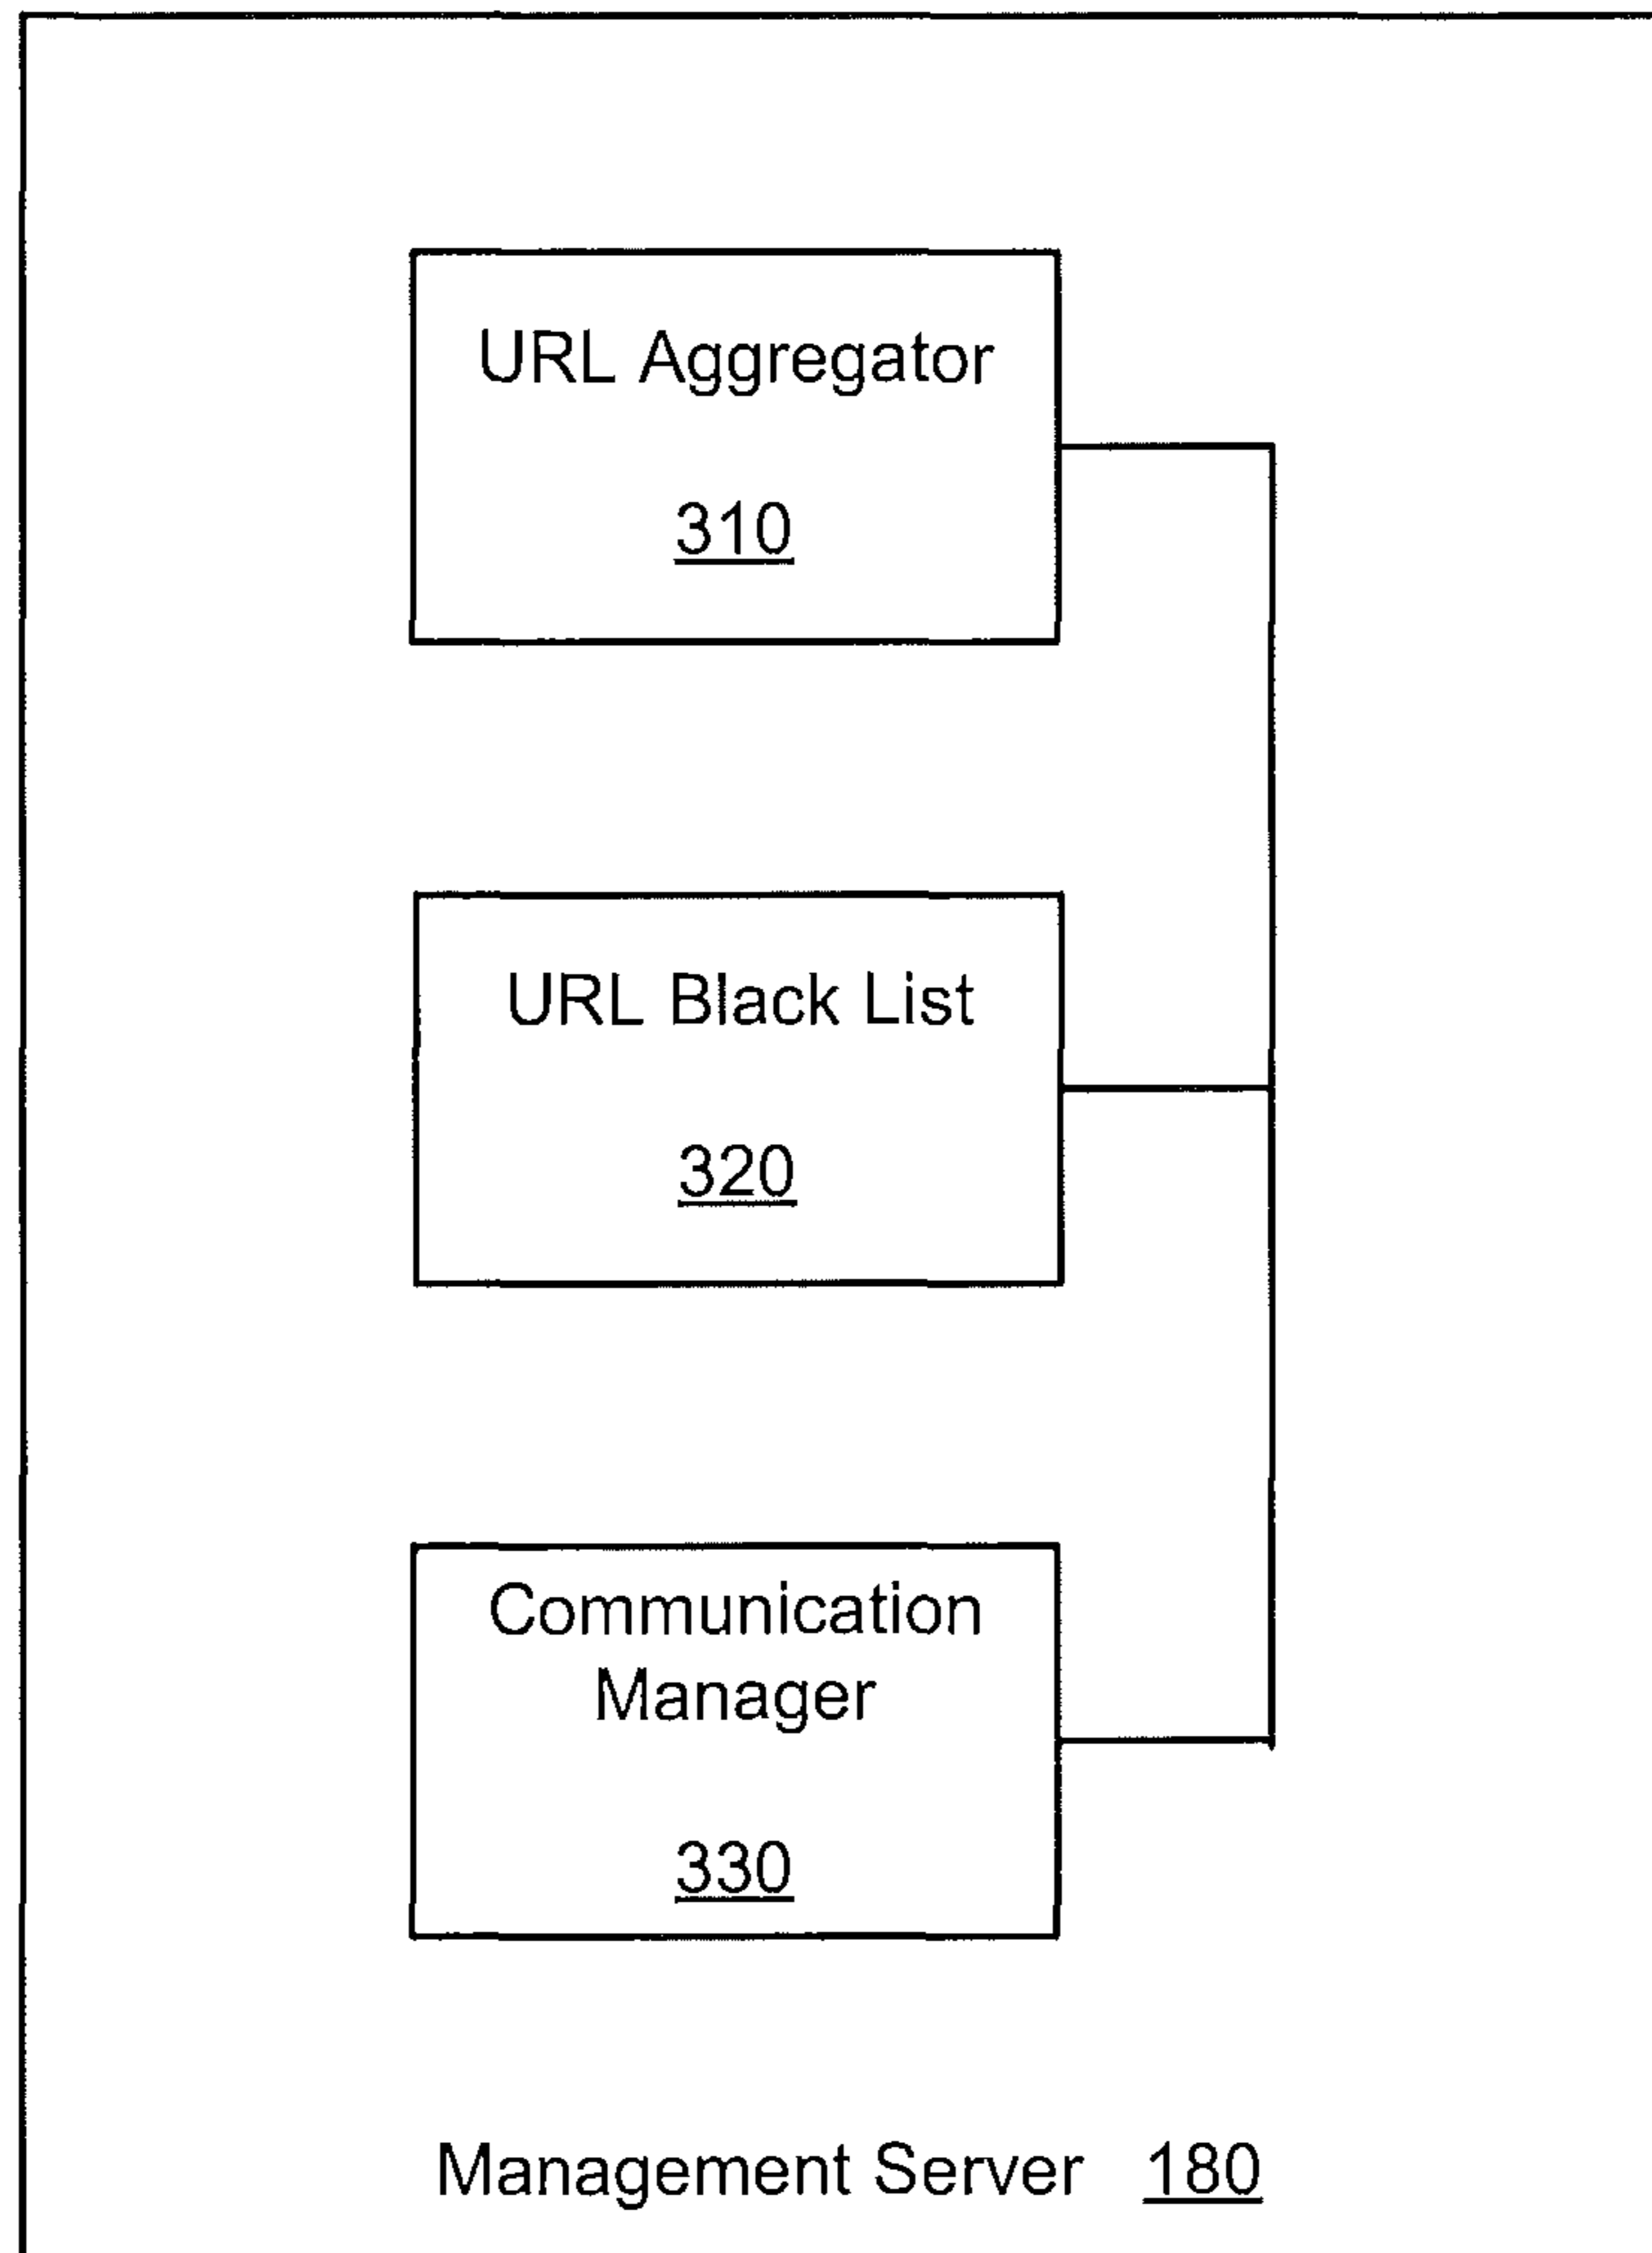 URL Aggregator
310
URL Black List
320
Communication
Manager
330
Management Server 180